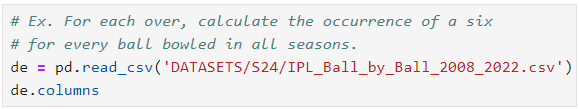 # Ex. For each over, calculate the occurrence of a six
# for every ball bowled in all seasons.
de = pd.read_csv('DATASETS/S24/IPL_Ball_by_Ball_2008_2022.csv')
de.columns